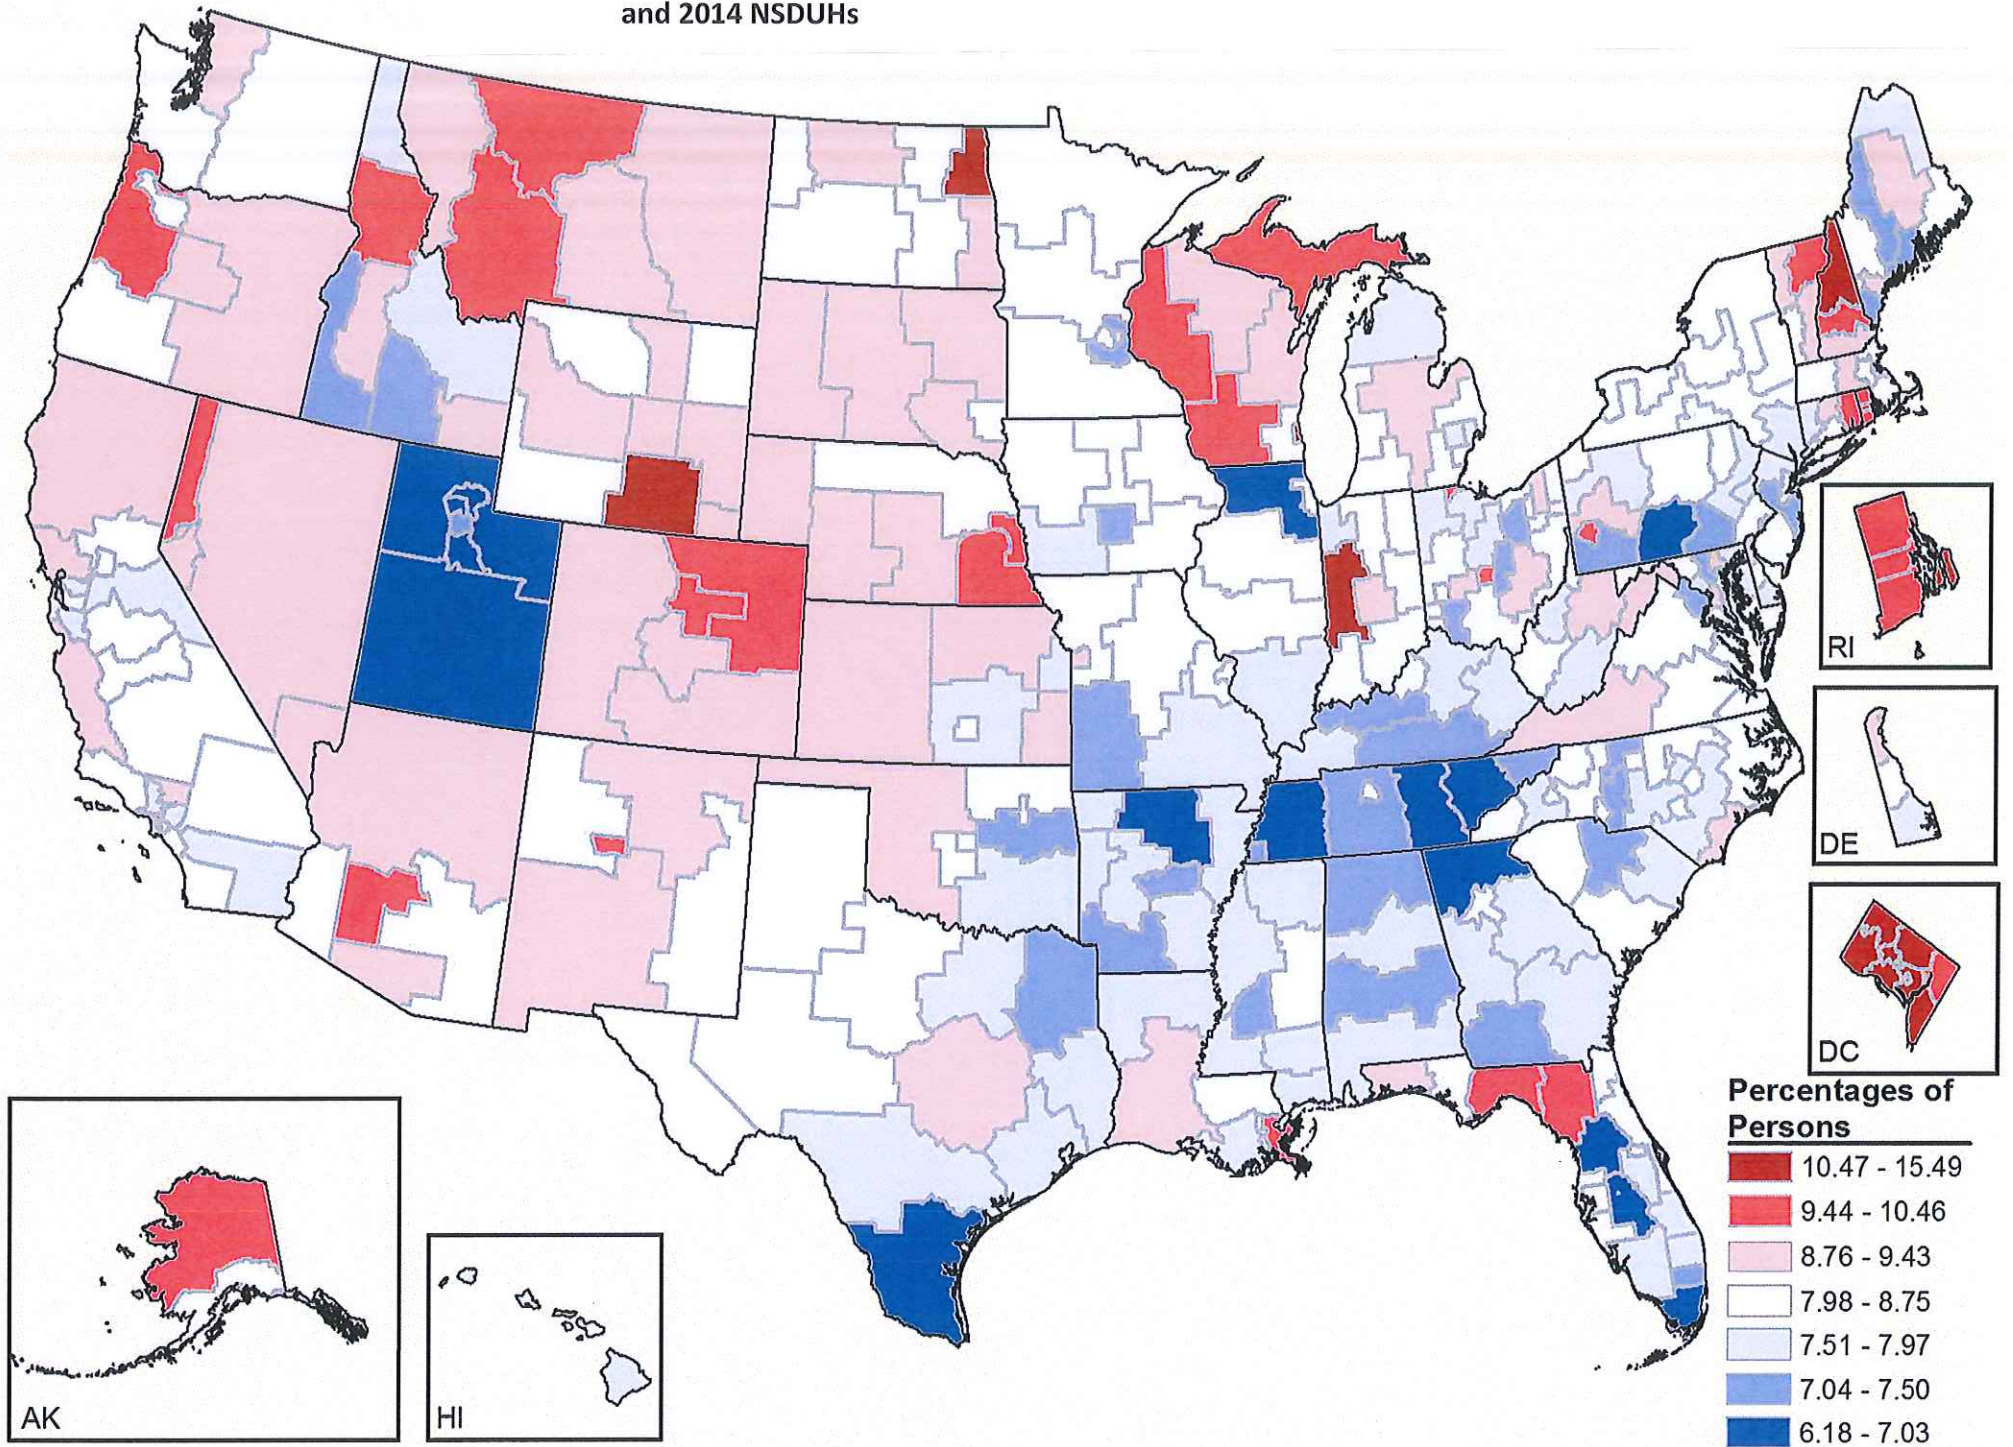 and 2014 NSDUHs
RI
DE
DC
Percentages of
Persons
10.47 - 15.49
9.44 - 10.46
8.76 - 9.43
7.98 - 8.75
7.51 - 7.97
7.04 - 7.50
6.18 - 7.03
AK
HI